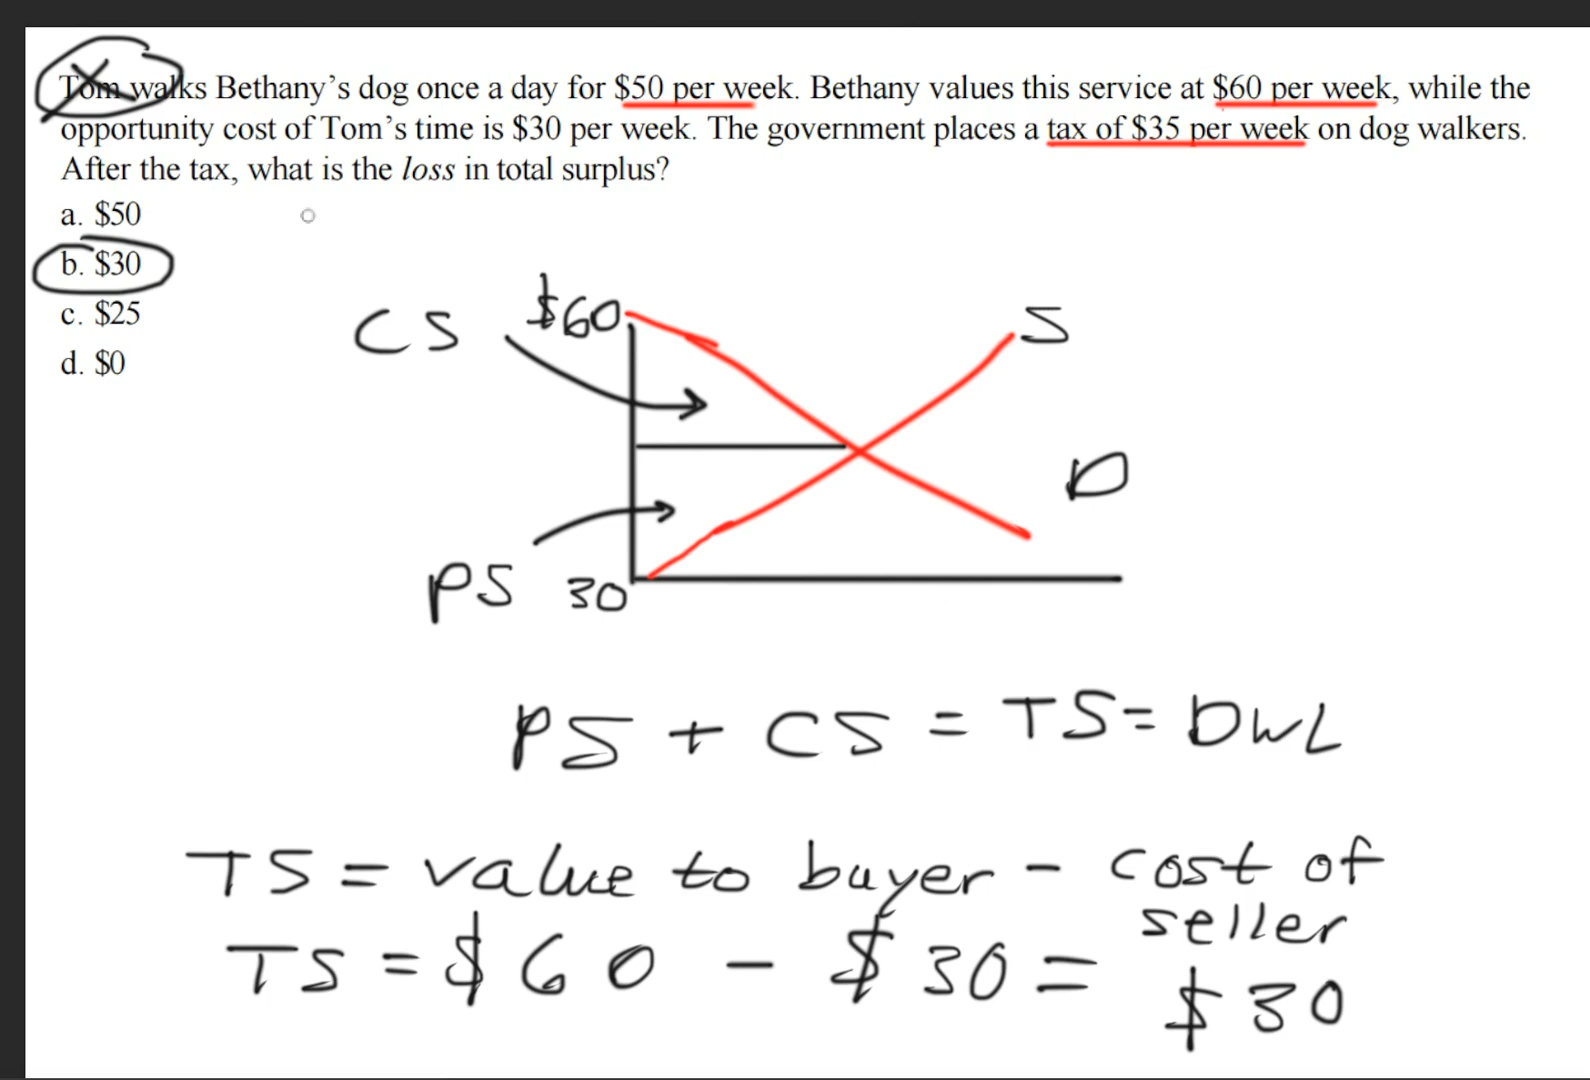 Tom walks Bethany's dog once a day for $50 per week. Bethany values this service at $60 per week, while the
opportunity cost of Tom's time is $30 per week. The government places a tax of $35 per week on dog walkers.
After the tax, what is the loss in total surplus?
a. $50
b. $30
c. $25
d. $0
CS $60 S
D
PS 30
PS + CS = TS = DWL
TS = value to buyer - cost of
seller
TS = $60 - $30 =
$30